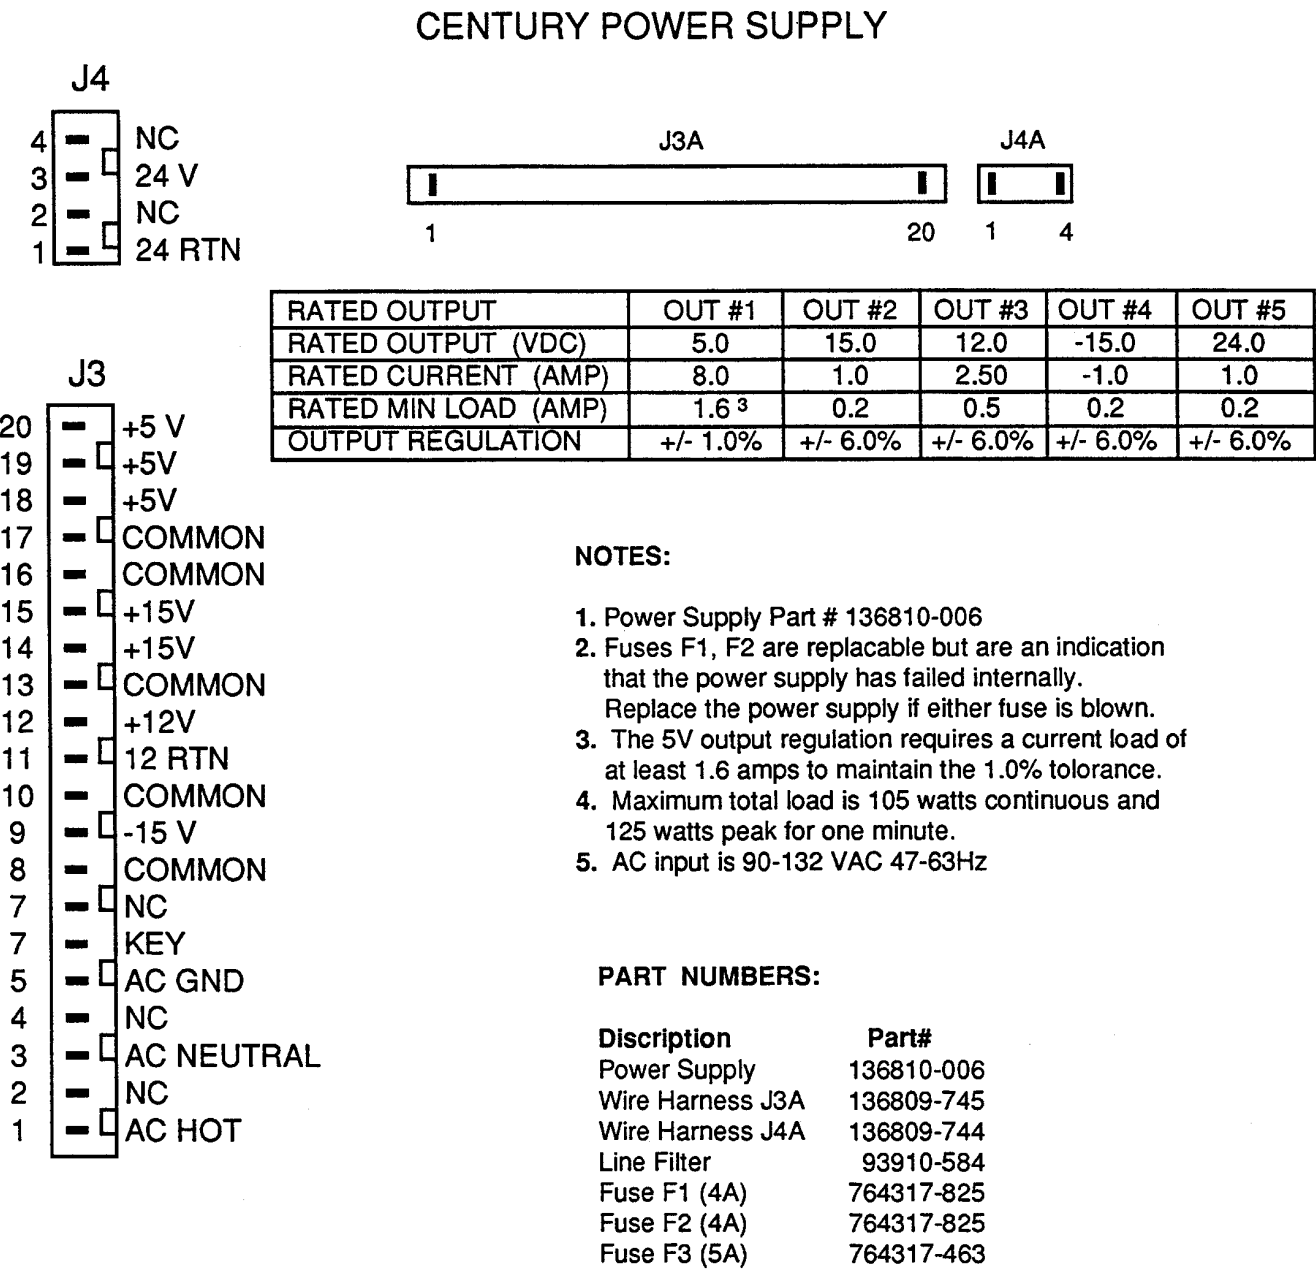 CENTURY POWER SUPPLY
J4
4 NC
3 24 V
2 NC
1 24 RTN
J3A
1 20
J4A
1 4
RATED OUTPUT OUT #1 OUT #2 OUT #3 OUT #4 OUT #5
RATED OUTPUT (VDC) 5.0 15.0 12.0 -15.0 24.0
RATED CURRENT (AMP) 8.0 1.0 2.50 -1.0 1.0
RATED MIN LOAD (AMP) 1.6 3 0.2 0.5 0.2 0.2
OUTPUT REGULATION +/- 1.0% +/- 6.0% +/- 6.0% +/- 6.0% +/- 6.0%
J3
20 +5 V
19 +5V
18 +5V
17 COMMON
16 COMMON
15 +15V
14 +15V
13 COMMON
12 +12V
11 12 RTN
10 COMMON
9 -15 V
8 COMMON
7 NC
7 KEY
5 AC GND
4 NC
3 AC NEUTRAL
2 NC
1 AC HOT
NOTES:
1. Power Supply Part # 136810-006
2. Fuses F1, F2 are replacable but are an indication
that the power supply has failed internally.
Replace the power supply if either fuse is blown.
3. The 5V output regulation requires a current load of
at least 1.6 amps to maintain the 1.0% tolorance.
4. Maximum total load is 105 watts continuous and
125 watts peak for one minute.
5. AC input is 90-132 VAC 47-63Hz
PART NUMBERS:
Discription Part#
Power Supply 136810-006
Wire Harness J3A 136809-745
Wire Harness J4A 136809-744
Line Filter 93910-584
Fuse F1 (4A) 764317-825
Fuse F2 (4A) 764317-825
Fuse F3 (5A) 764317-463